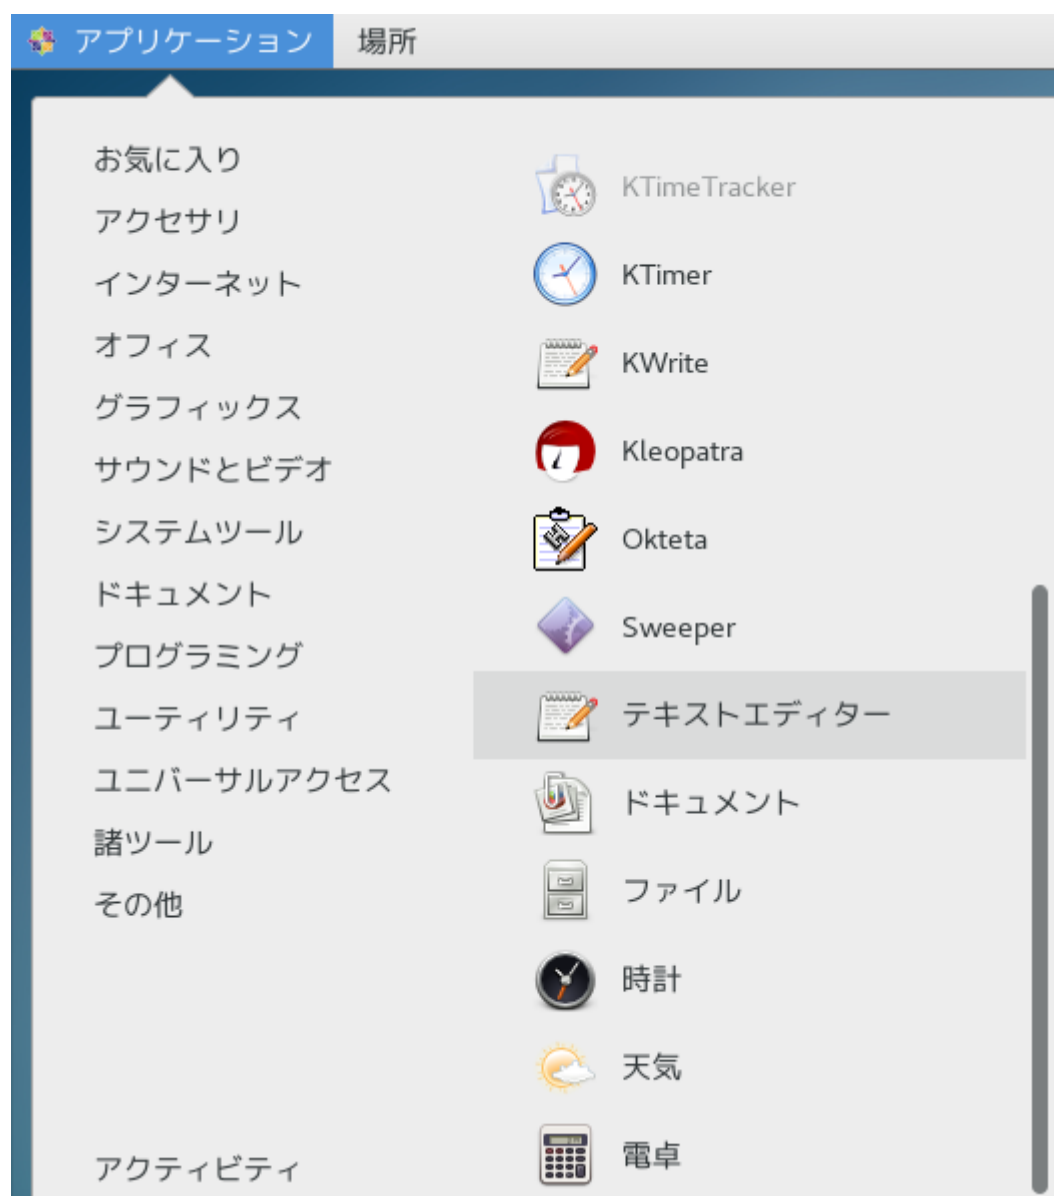 アプリケーション 場所
お気に入り
アクセサリ
インターネット
オフィス
グラフィックス
サウンドとビデオ
システムツール
ドキュメント
プログラミング
ユーティリティ
ユニバーサルアクセス
諸ツール
その他
アクティビティ
KTimeTracker
KTimer
KWrite
Kleopatra
Okteta
Sweeper
テキストエディター
ドキュメント
ファイル
時計
天気
電卓